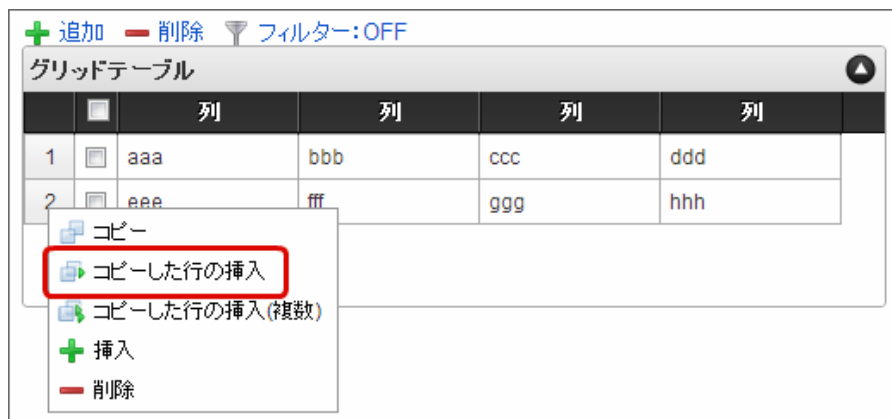 追加 削除 フィルター:OFF
グリッドテーブル
列 列 列 列
1 aaa bbb ccc ddd
2 eee fff ggg hhh
コピー
コピーした行の挿入
コピーした行の挿入(複数)
挿入
削除